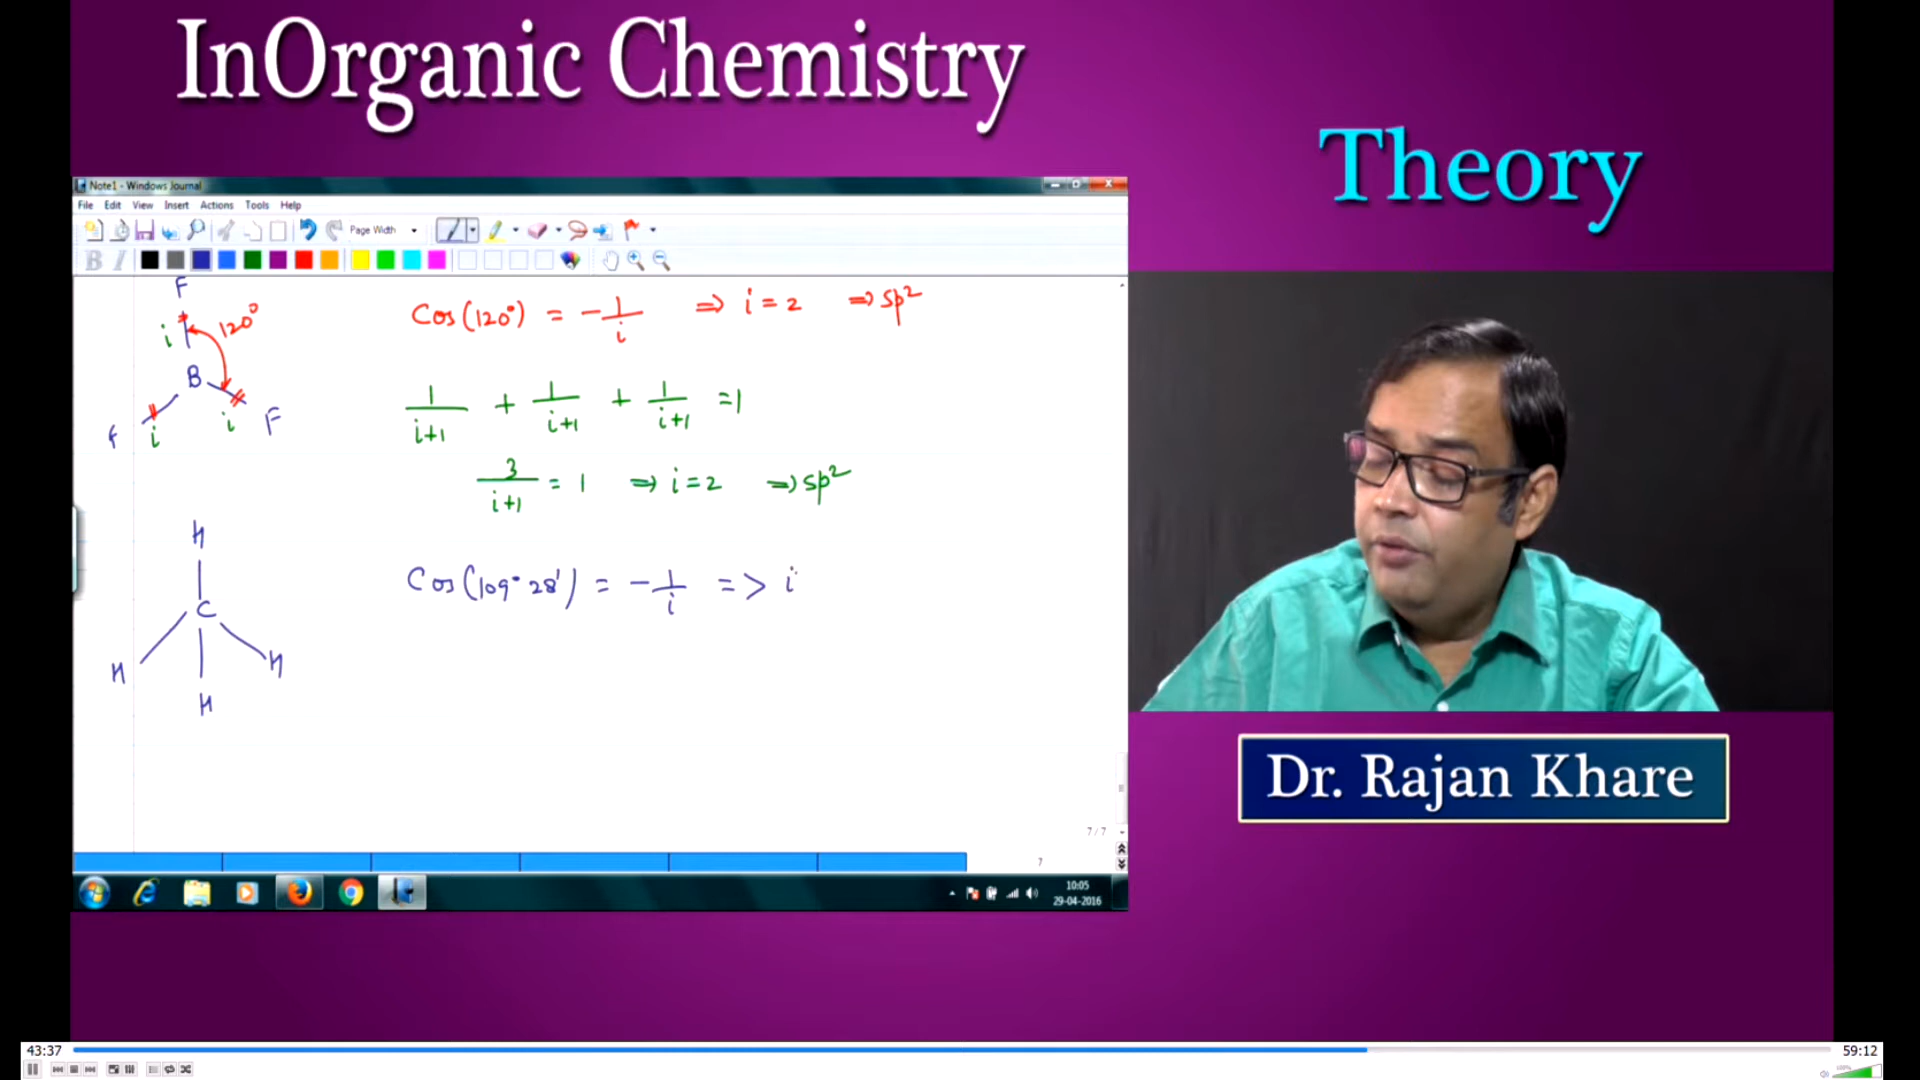 InOrganic Chemistry
Theory
Note1 - Windows Journal
File Edit View Insert Actions Tools Help
Page Width
B I
F
i 120°
B
F i i F
Cos(120°) = -1/i ⇒ i = 2 ⇒ sp²
1/i+1 + 1/i+1 + 1/i+1 = 1
3/i+1 = 1 ⇒ i = 2 ⇒ sp²
H
C
H H
H
Cos(109° 28') = -1/i => i
7 / 7
7
10:05
29-04-2016
Dr. Rajan Khare
43:37
59:12
100%